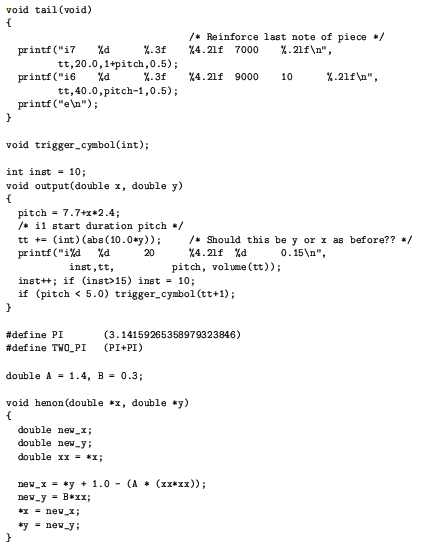 void tail(void)
{
                              /* Reinforce last note of piece */
  printf("i7    %d      %.3f    %4.2lf  7000    %.2lf\n",
         tt,20.0,1+pitch,0.5);
  printf("i6    %d      %.3f    %4.2lf  9000    10      %.2lf\n",
         tt,40.0,pitch-1,0.5);
  printf("e\n");
}

void trigger_cymbol(int);

int inst = 10;
void output(double x, double y)
{
  pitch = 7.7+x*2.4;
  /* i1 start duration pitch */
  tt += (int)(abs(10.0*y));     /* Should this be y or x as before?? */
  printf("i%d   %d      20      %4.2lf  %d      0.15\n",
           inst,tt,          pitch, volume(tt));
  inst++; if (inst>15) inst = 10;
  if (pitch < 5.0) trigger_cymbol(tt+1);
}

#define PI      (3.14159265358979323846)
#define TWO_PI  (PI+PI)

double A = 1.4, B = 0.3;

void henon(double *x, double *y)
{
  double new_x;
  double new_y;
  double xx = *x;

  new_x = *y + 1.0 - (A * (xx*xx));
  new_y = B*xx;
  *x = new_x;
  *y = new_y;
}